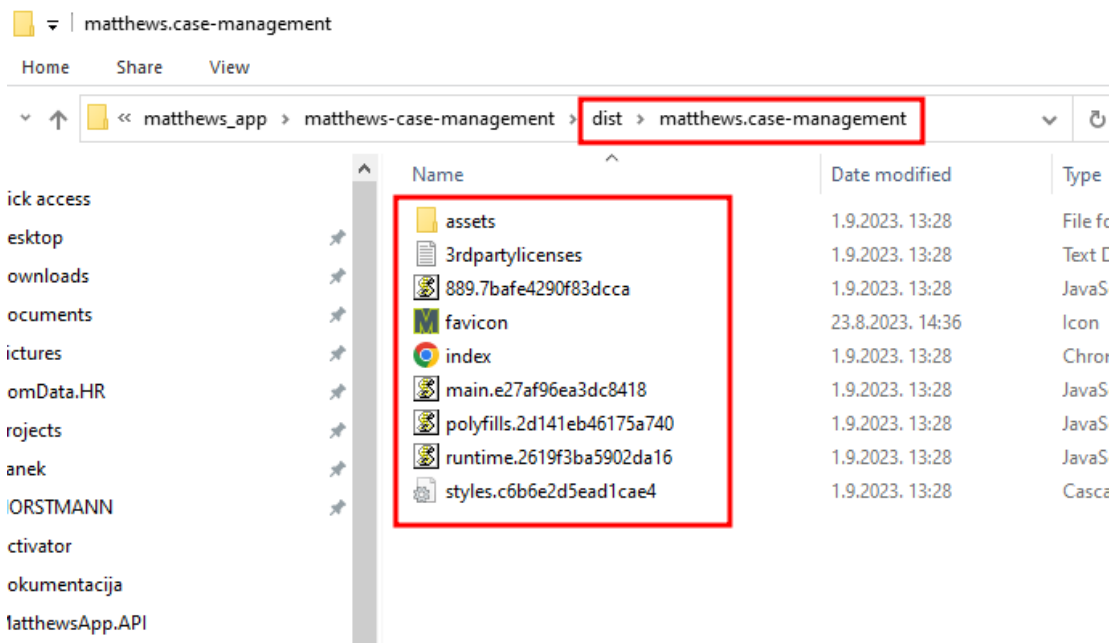 matthews.case-management
Home Share View
« matthews_app > matthews-case-management > dist > matthews.case-management
Name Date modified Type
ick access
esktop
ownloads
ocuments
ictures
omData.HR
rojects
anek
ORSTMANN
ctivator
okumentacija
MatthewsApp.API
assets 1.9.2023. 13:28 File fo
3rdpartylicenses 1.9.2023. 13:28 Text D
889.7bafe4290f83dcca 1.9.2023. 13:28 JavaS
favicon 23.8.2023. 14:36 Icon
index 1.9.2023. 13:28 Chror
main.e27af96ea3dc8418 1.9.2023. 13:28 JavaS
polyfills.2d141eb46175a740 1.9.2023. 13:28 JavaS
runtime.2619f3ba5902da16 1.9.2023. 13:28 JavaS
styles.c6b6e2d5ead1cae4 1.9.2023. 13:28 Casca